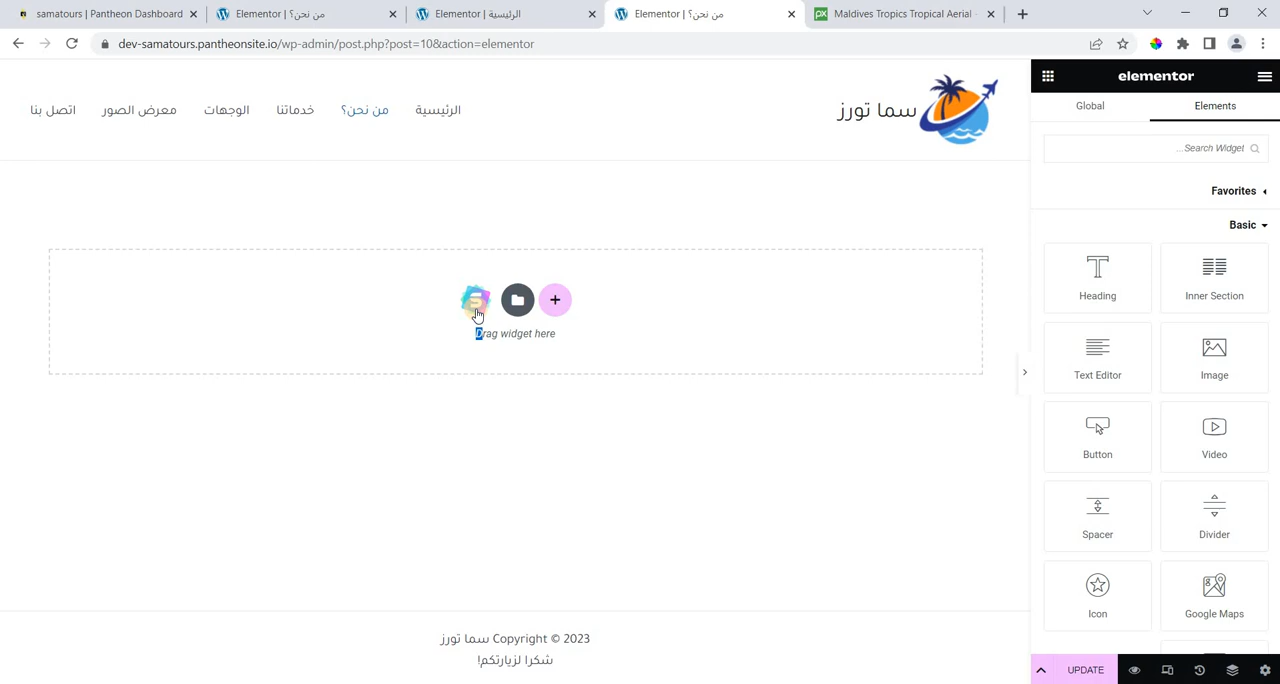 samatours | Pantheon Dashboard
Elementor | من نحن؟
Elementor | الرئيسية
Elementor | من نحن؟
PX
Maldives Tropics Tropical Aerial
dev-samatours.pantheonsite.io/wp-admin/post.php?post=10&action=elementor
elementor
Global
Elements
سما تورز
الرئيسية
من نحن؟
خدماتنا
الوجهات
معرض الصور
اتصل بنا
...Search Widget
Favorites
Basic
Heading
Inner Section
Drag widget here
Text Editor
Image
Button
Video
Spacer
Divider
Icon
Google Maps
Copyright © 2023 سما تورز
شكرا لزيارتكم!
UPDATE